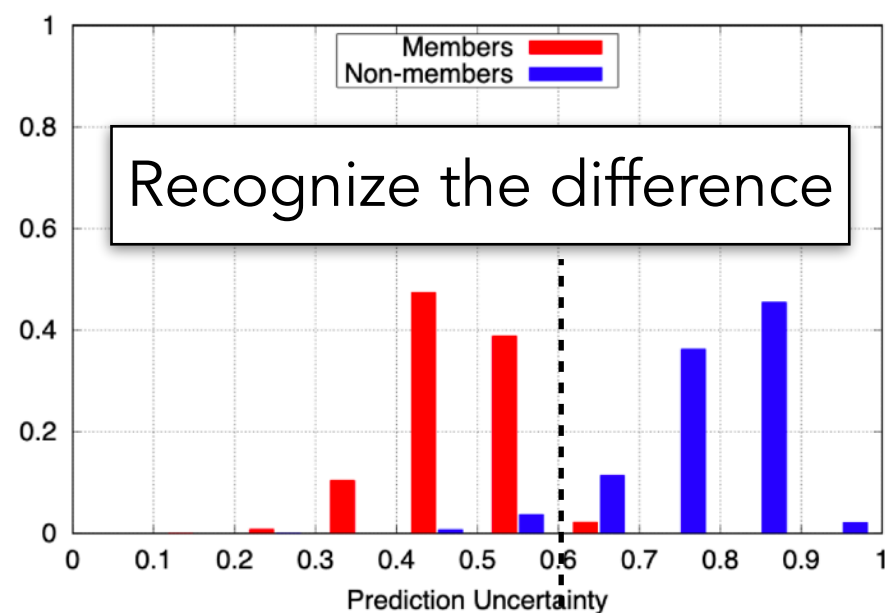 1
Members
Non-members
0.8
Recognize the difference
0.6
0.4
0.2
0
0 0.1 0.2 0.3 0.4 0.5 0.6 0.7 0.8 0.9 1
Prediction Uncertainty